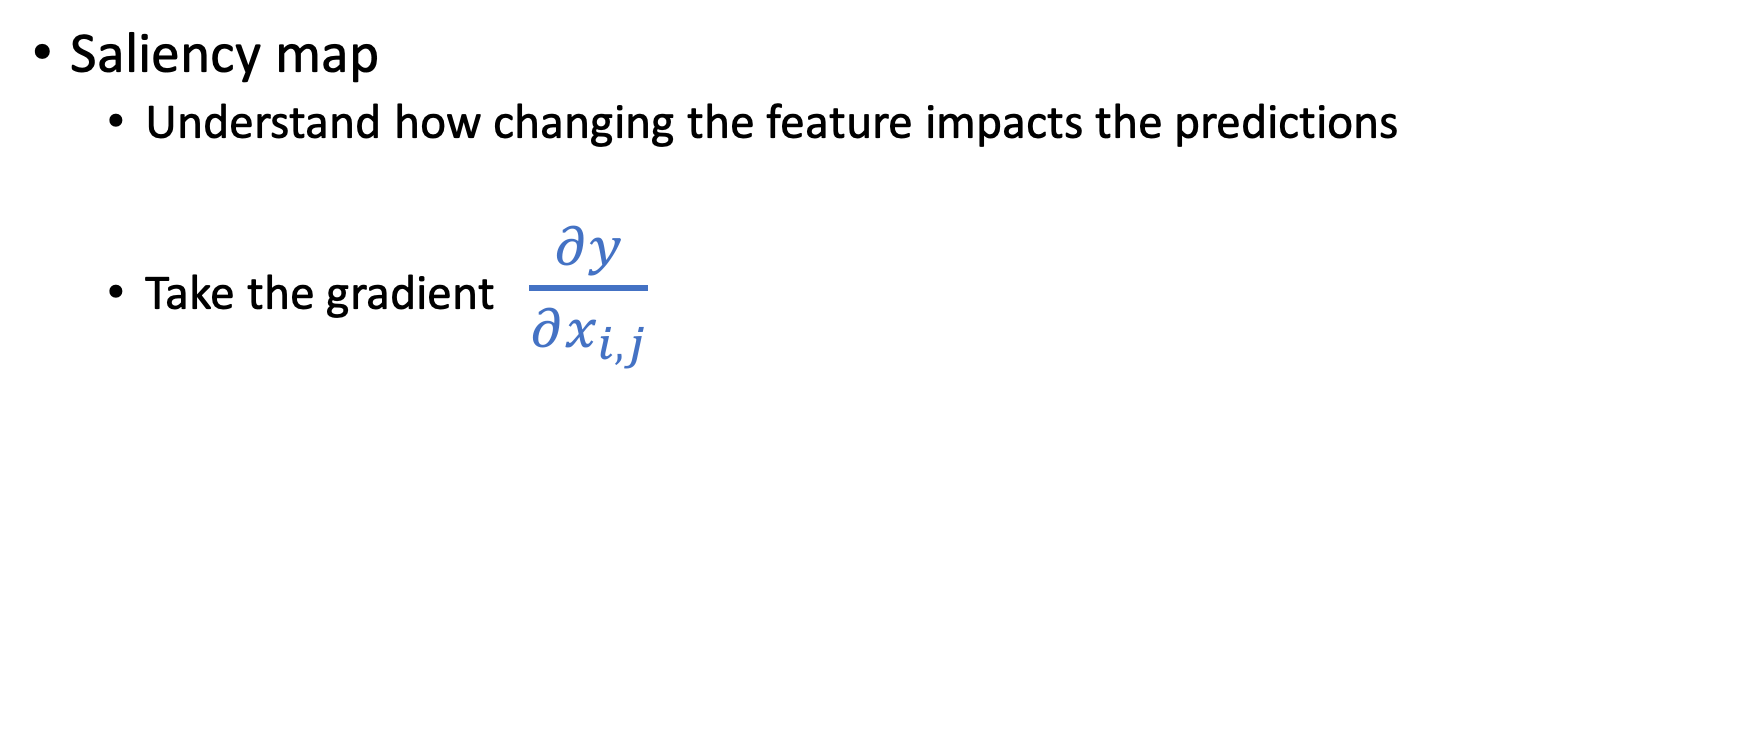 • Saliency map
• Understand how changing the feature impacts the predictions
• Take the gradient ∂y/∂x_{i,j}